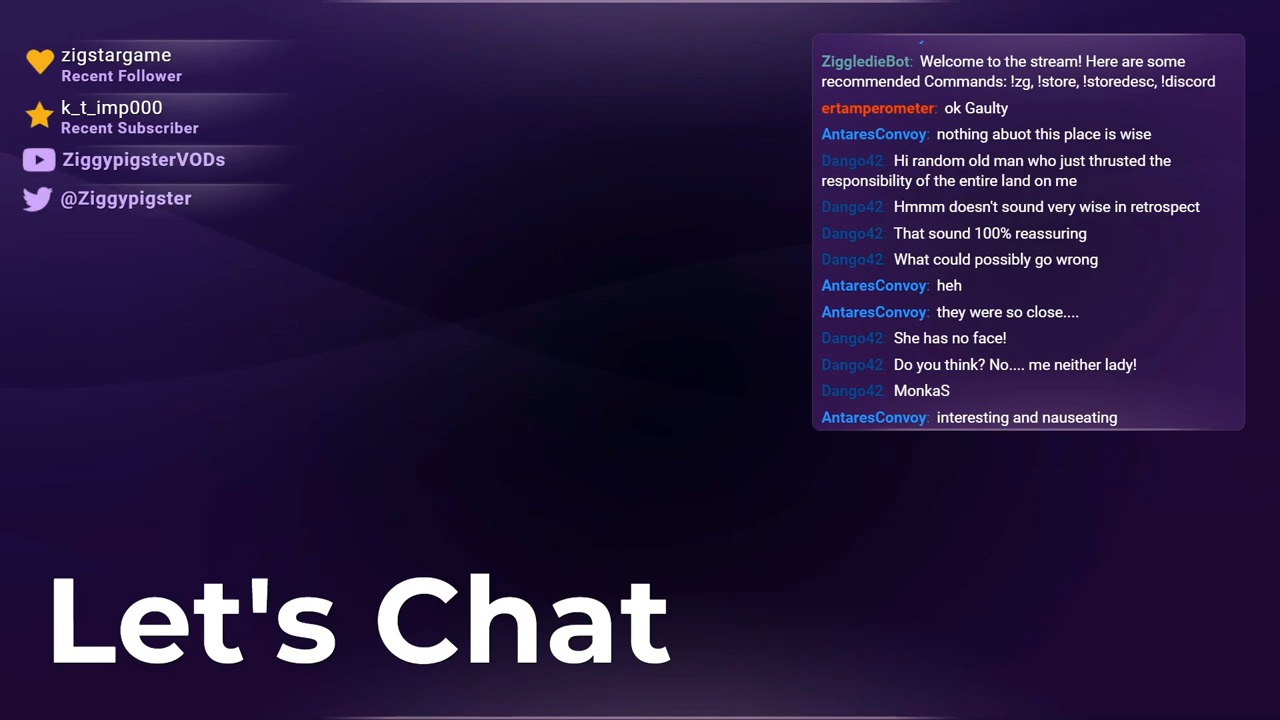 zigstargame
Recent Follower
k_t_imp000
Recent Subscriber
ZiggypigsterVODs
@Ziggypigster
ZiggledieBot: Welcome to the stream! Here are some
recommended Commands: !zg, !store, !storedesc, !discord
ertamperometer: ok Gaulty
AntaresConvoy: nothing abuot this place is wise
Dango42: Hi random old man who just thrusted the
responsibility of the entire land on me
Dango42: Hmmm doesn't sound very wise in retrospect
Dango42: That sound 100% reassuring
Dango42: What could possibly go wrong
AntaresConvoy: heh
AntaresConvoy: they were so close....
Dango42: She has no face!
Dango42: Do you think? No.... me neither lady!
Dango42: MonkaS
AntaresConvoy: interesting and nauseating
Let's Chat